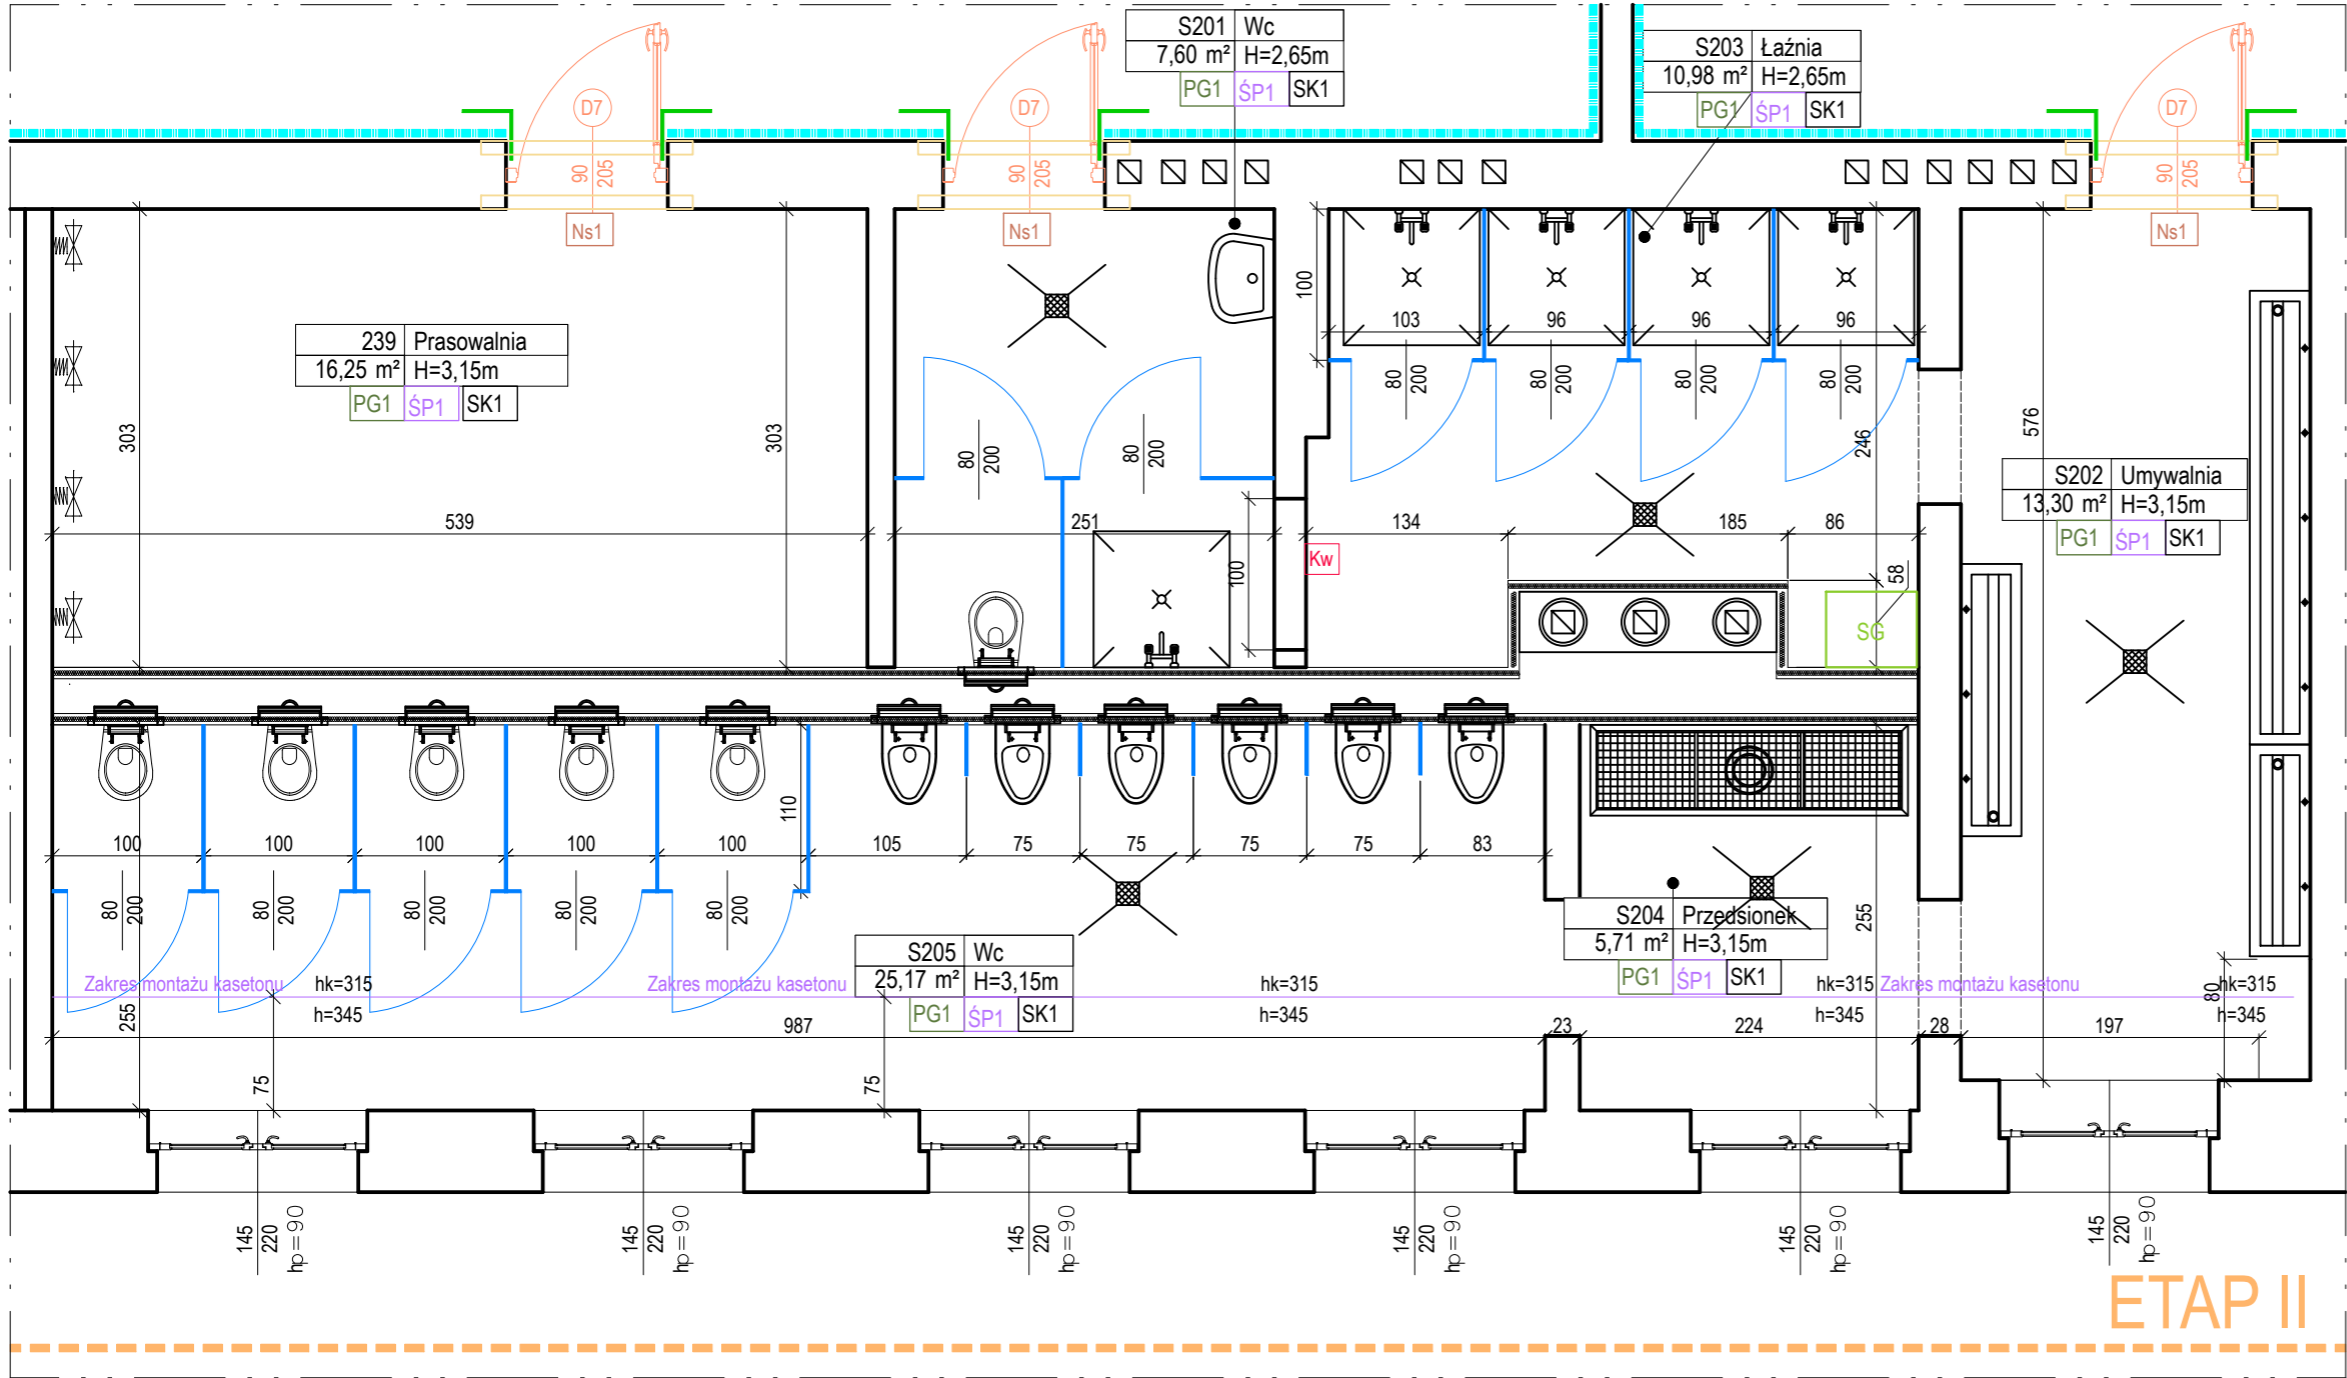 S201 Wc
7,60 m² H=2,65m
PG1 ŚP1 SK1
S203 Łaźnia
10,98 m² H=2,65m
PG1 ŚP1 SK1
D7
90
205
Ns1
D7
90
205
Ns1
D7
90
205
Ns1
239 Prasowalnia
16,25 m² H=3,15m
PG1 ŚP1 SK1
303
303
539
80
200
80
200
251
100
100
103
96
96
96
80
200
80
200
80
200
80
200
246
134
185
86
Kw
58
SG
576
S202 Umywalnia
13,30 m² H=3,15m
PG1 ŚP1 SK1
100
100
100
100
100
110
105
75
75
75
75
83
80
200
80
200
80
200
80
200
80
200
S205 Wc
25,17 m² H=3,15m
PG1 ŚP1 SK1
S204 Przedsionek
5,71 m² H=3,15m
PG1 ŚP1 SK1
255
255
80
Zakres montażu kasetonu
hk=315
h=345
Zakres montażu kasetonu
hk=315
h=345
hk=315
h=345
Zakres montażu kasetonu
hk=315
h=345
987
23
224
28
197
75
75
145
220
hp=90
145
220
hp=90
145
220
hp=90
145
220
hp=90
145
220
hp=90
145
220
hp=90
ETAP II